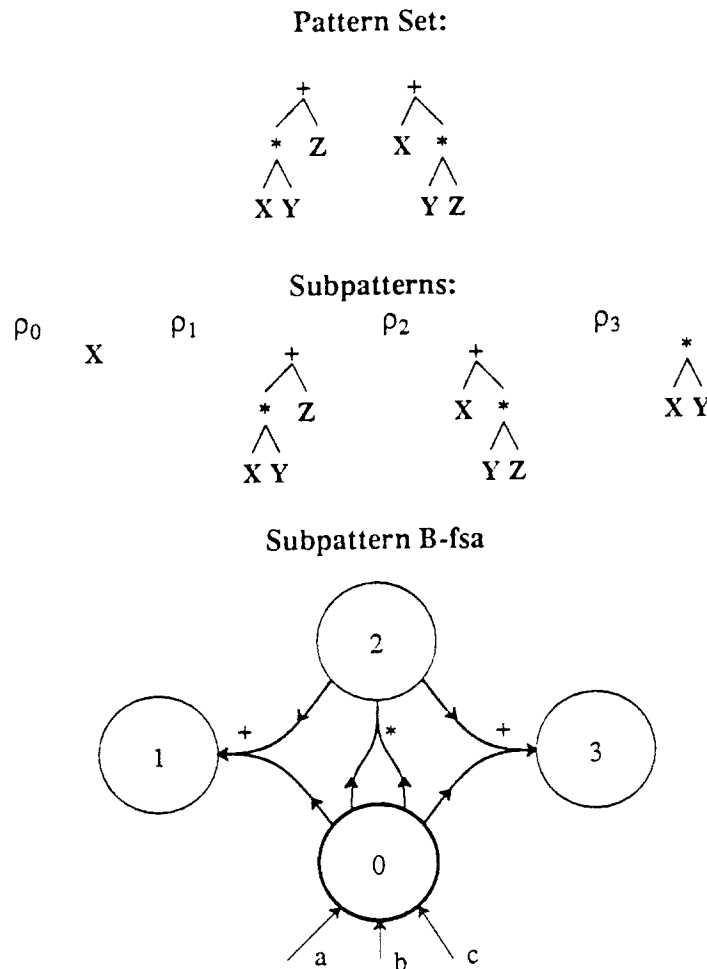 Pattern Set:
+ +
* Z X *
X Y Y Z
Subpatterns:
ρ0 ρ1 ρ2 ρ3
X + + *
* Z X * X Y
X Y Y Z
Subpattern B-fsa
2
+ * +
1 3
0
a b c